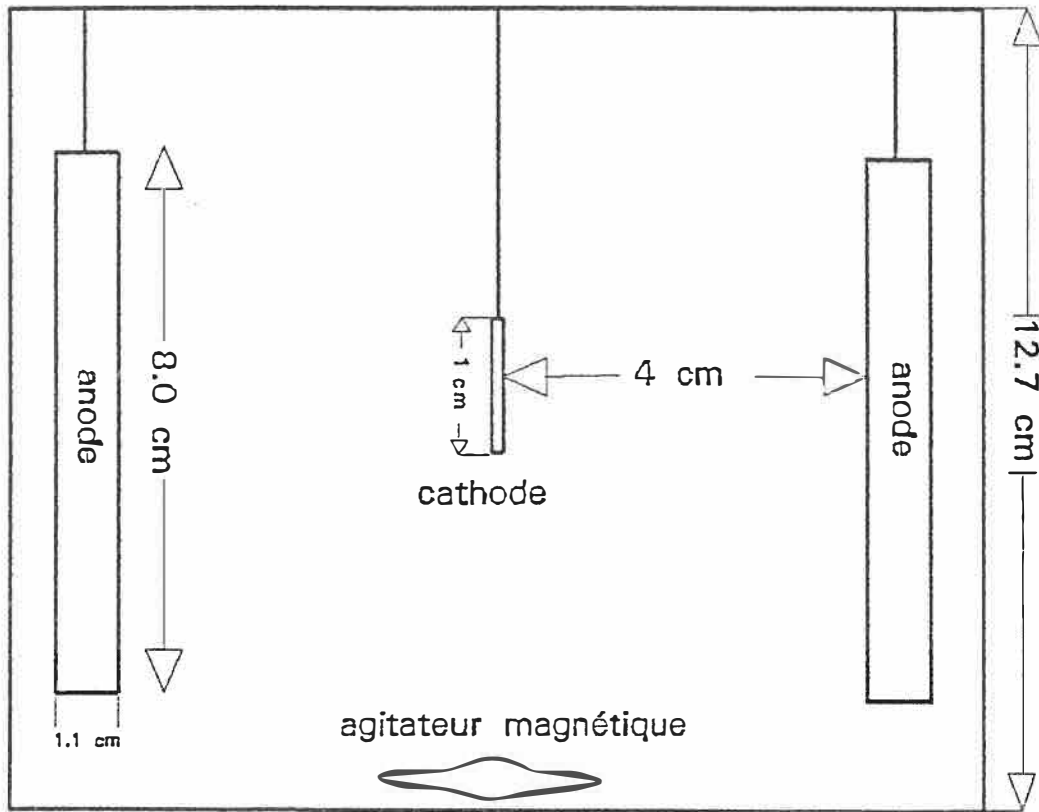 anode
8.0 cm
1 cm
4 cm
anode
12.7 cm
cathode
1.1 cm
agitateur magnétique